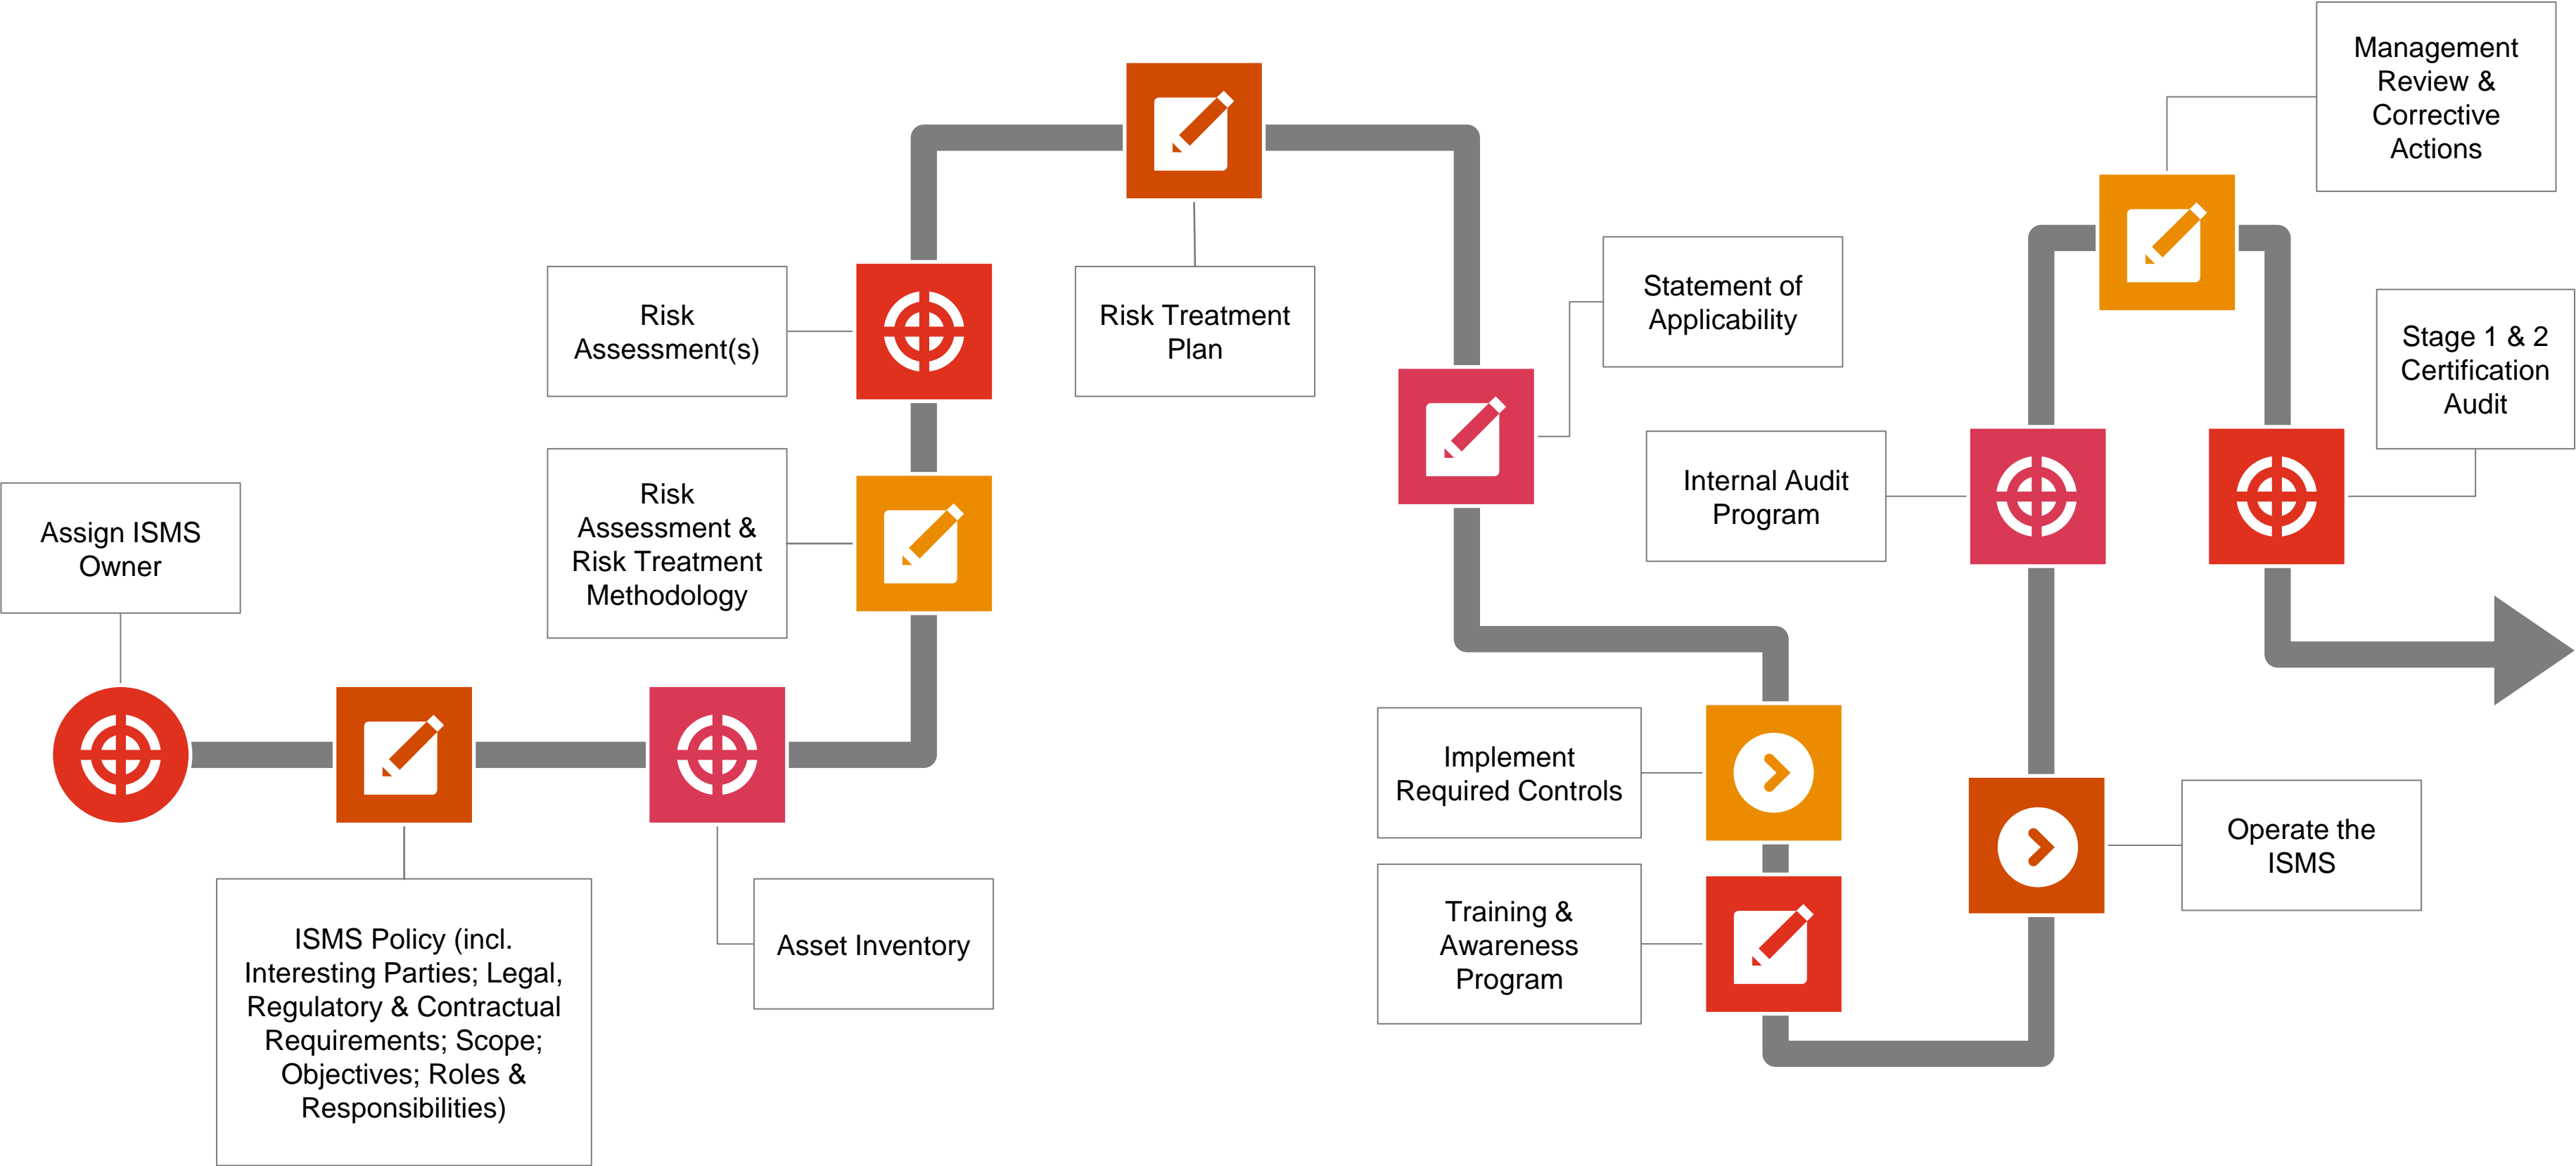 Assign ISMS
Owner
ISMS Policy (incl.
Interesting Parties; Legal,
Regulatory & Contractual
Requirements; Scope;
Objectives; Roles &
Responsibilities)
Asset Inventory
Risk
Assessment &
Risk Treatment
Methodology
Risk
Assessment(s)
Risk Treatment
Plan
Statement of
Applicability
Implement
Required Controls
Training &
Awareness
Program
Operate the
ISMS
Internal Audit
Program
Management
Review &
Corrective
Actions
Stage 1 & 2
Certification
Audit